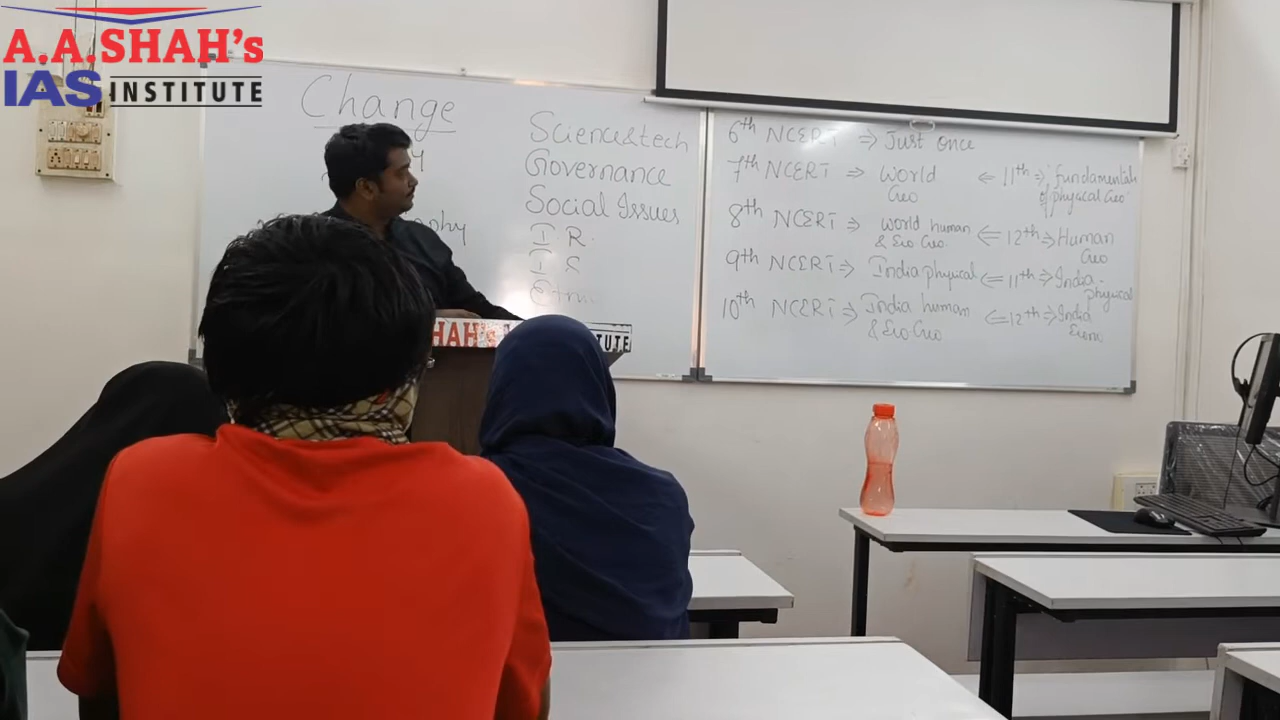 A.A.SHAH's
IAS INSTITUTE
Change
Science&tech
Governance
Social Issues
I R
I S
6th NCERT ⇒ Just once
7th NCERT ⇒ World Geo ⇐ 11th ⇒ fundamentals of physical Geo
8th NCERT ⇒ World human & Eco Geo. ⇐ 12th ⇒ Human Geo
9th NCERT ⇒ India physical ⇐ 11th ⇒ India physical
10th NCERT ⇒ India human & Eco Geo ⇐ 12th ⇒ India
HAH's
TUTE